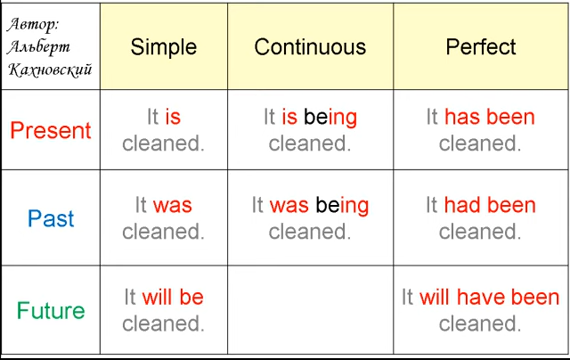 Автор:
Альберт
Кахновский
Simple
Continuous
Perfect
Present
It is
cleaned.
It is being
cleaned.
It has been
cleaned.
Past
It was
cleaned.
It was being
cleaned.
It had been
cleaned.
Future
It will be
cleaned.
It will have been
cleaned.